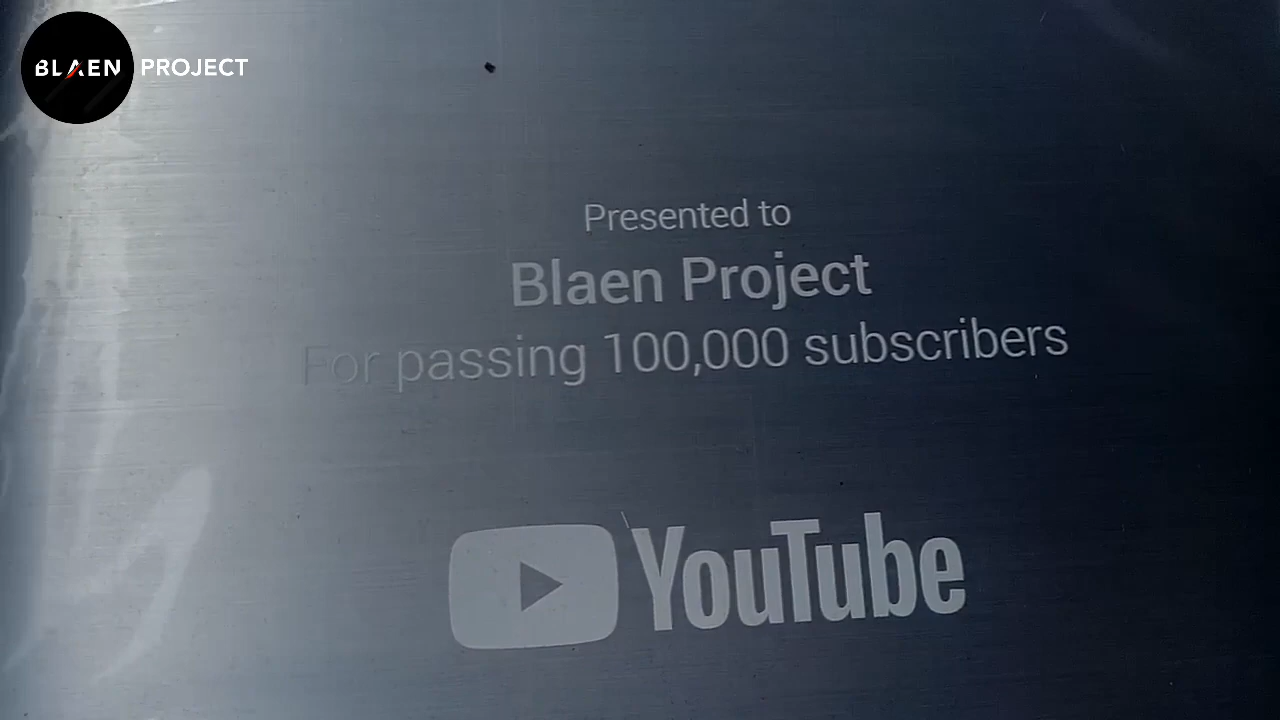 BLAEN PROJECT
Presented to
Blaen Project
For passing 100,000 subscribers
YouTube